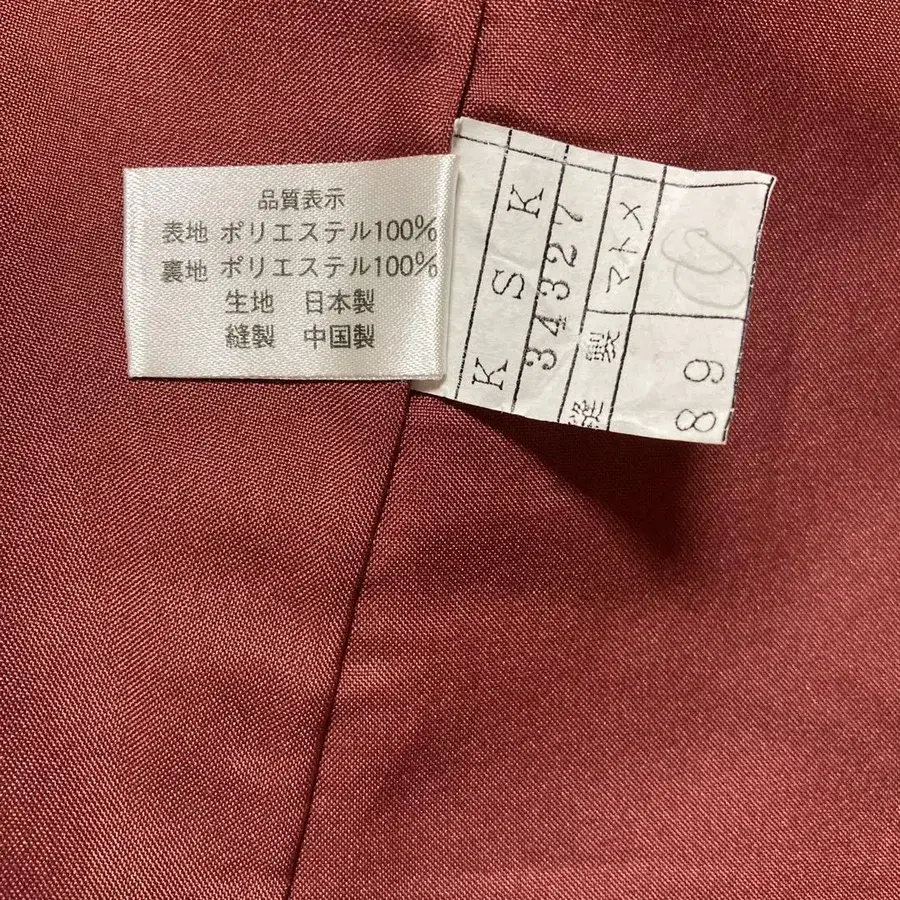 品質表示
表地 ポリエステル100%
裏地 ポリエステル100%
生地 日本製
縫製 中国製
K S K
34327
縫製 マトメ
89